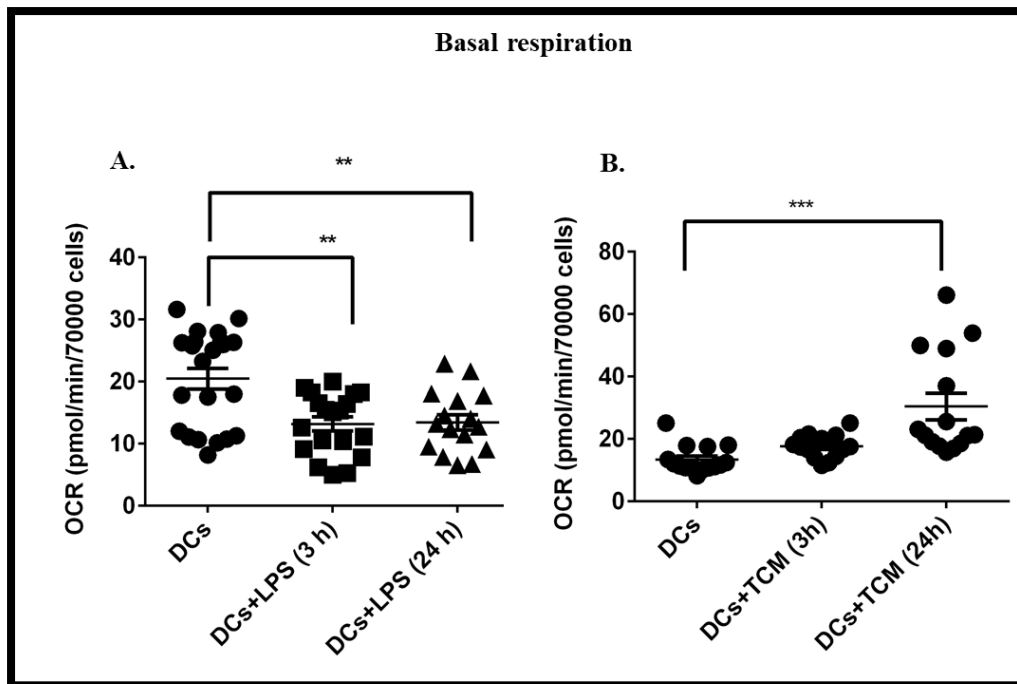 Basal respiration
A.
**
**
OCR (pmol/min/70000 cells)
40
30
20
10
0
DCs
DCs+LPS (3 h)
DCs+LPS (24 h)
B.
***
OCR (pmol/min/70000 cells)
80
60
40
20
0
DCs
DCs+TCM (3h)
DCs+TCM (24h)